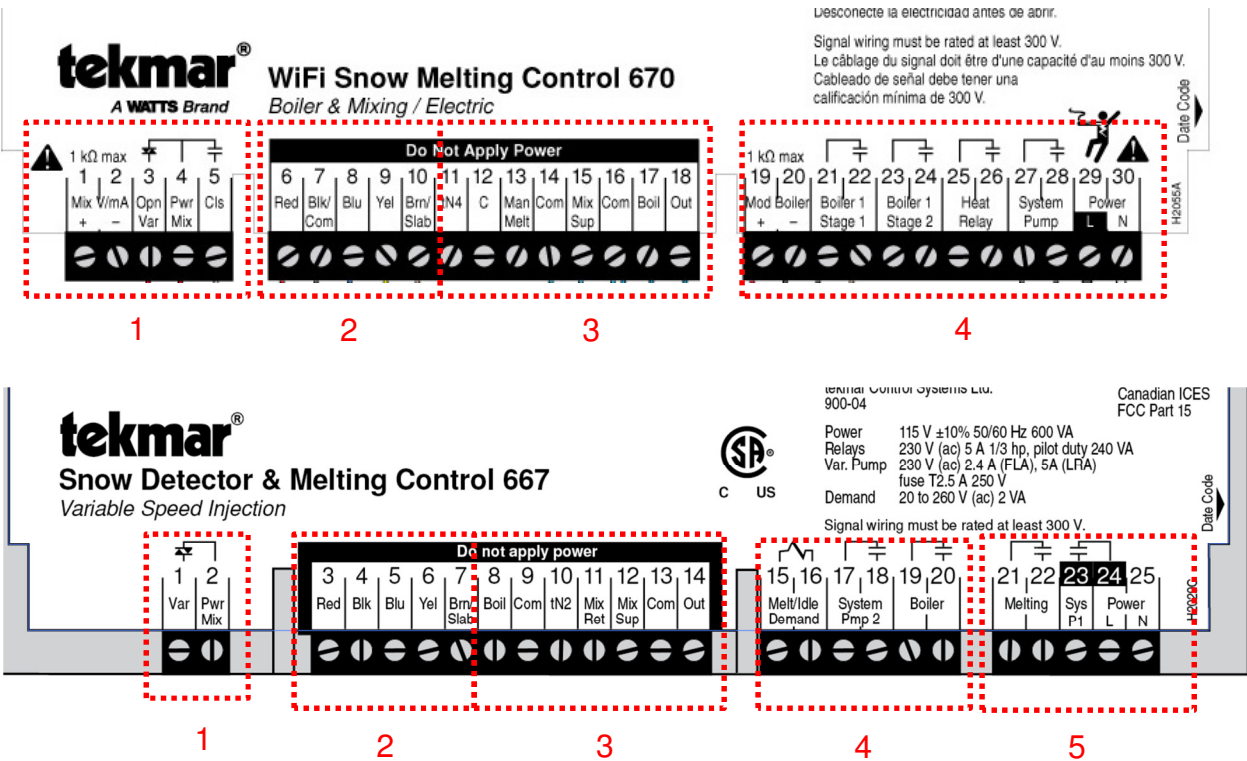 Desconecte la electricidad antes de abrir.
tekmar®
A WATTS Brand
WiFi Snow Melting Control 670
Boiler & Mixing / Electric
Signal wiring must be rated at least 300 V.
Le câblage du signal doit être d'une capacité d'au moins 300 V.
Cableado de señal debe tener una
calificación mínima de 300 V.
Date Code
H2055A
1 kΩ max
1 2 3 4 5
Mix V/mA Opn Pwr Cls
+ − Var Mix
Do Not Apply Power
6 7 8 9 10 11 12 13 14 15 16 17 18
Red Blk/ Blu Yel Brn/ tN4 C Man Com Mix Com Boil Out
Com Slab Melt Sup
1 kΩ max
19 20 21 22 23 24 25 26 27 28 29 30
Mod Boiler Boiler 1 Boiler 1 Heat System Power
+ − Stage 1 Stage 2 Relay Pump L N
1 2 3 4
tekmar®
Snow Detector & Melting Control 667
Variable Speed Injection
SA®
C US
tekmar Control Systems Ltd.
900-04
Canadian ICES
FCC Part 15
Power 115 V ±10% 50/60 Hz 600 VA
Relays 230 V (ac) 5 A 1/3 hp, pilot duty 240 VA
Var. Pump 230 V (ac) 2.4 A (FLA), 5A (LRA)
fuse T2.5 A 250 V
Demand 20 to 260 V (ac) 2 VA
Signal wiring must be rated at least 300 V.
Date Code
1 2
Var Pwr
Mix
Do not apply power
3 4 5 6 7 8 9 10 11 12 13 14
Red Blk Blu Yel Brn/ Boil Com tN2 Mix Mix Com Out
Slab Ret Sup
15 16 17 18 19 20
Melt/Idle System Boiler
Demand Pmp 2
21 22 23 24 25
Melting Sys Power
P1 L N
1 2 3 4 5